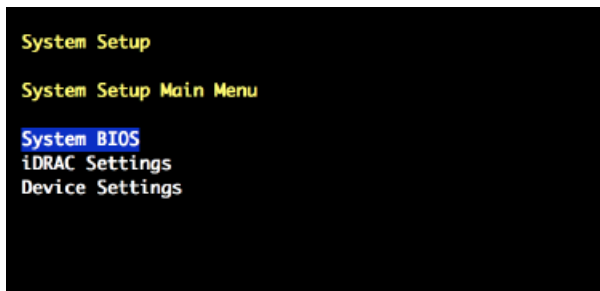 System Setup
System Setup Main Menu
System BIOS
iDRAC Settings
Device Settings